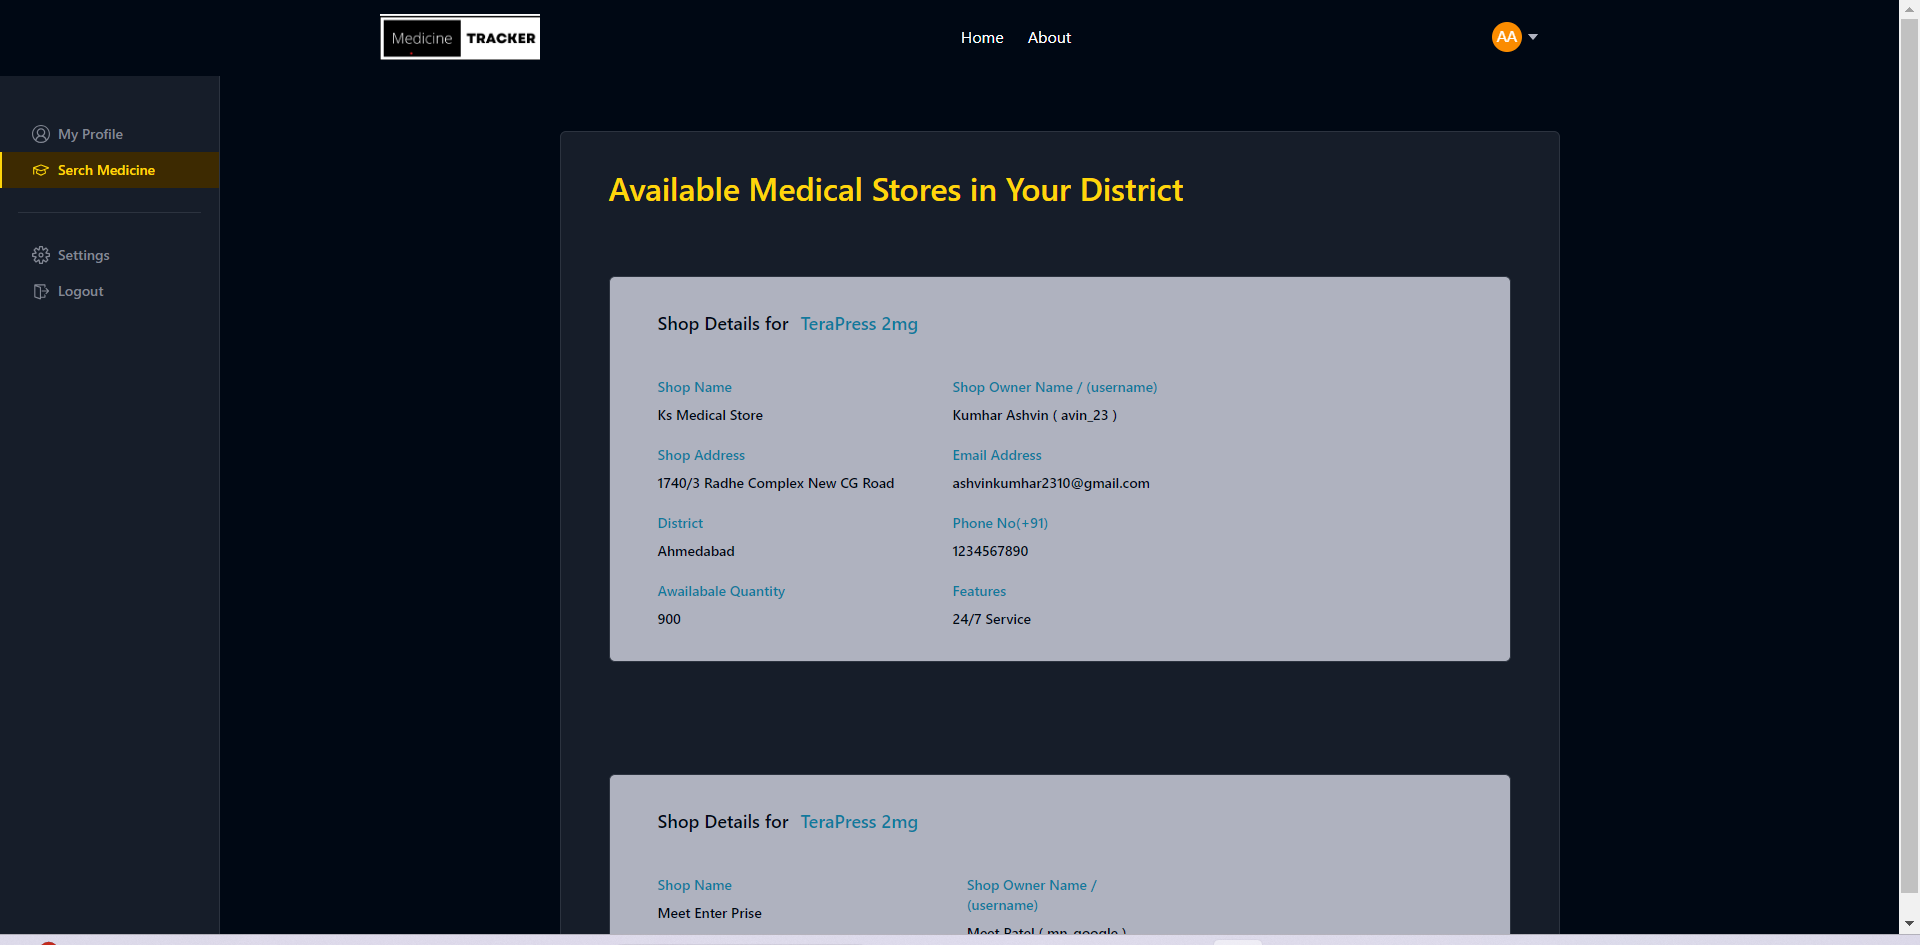 Medicine TRACKER
Home About
AA
My Profile
Serch Medicine
Settings
Logout
Available Medical Stores in Your District
Shop Details for TeraPress 2mg
Shop Name
Ks Medical Store
Shop Owner Name / (username)
Kumhar Ashvin ( avin_23 )
Shop Address
1740/3 Radhe Complex New CG Road
Email Address
ashvinkumhar2310@gmail.com
District
Ahmedabad
Phone No(+91)
1234567890
Awailabale Quantity
900
Features
24/7 Service
Shop Details for TeraPress 2mg
Shop Name
Meet Enter Prise
Shop Owner Name /
(username)
Meet Patel ( mp_google )